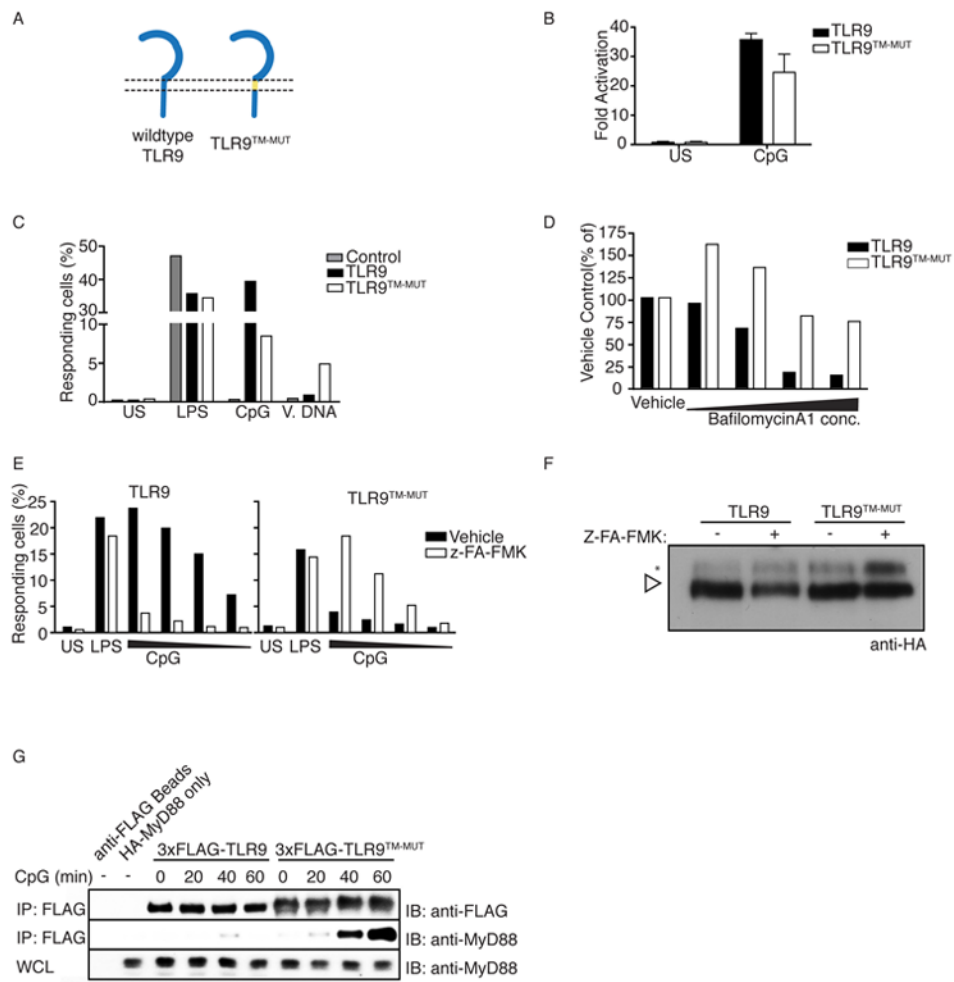 A
wildtype
TLR9
TLR9TM-MUT
B
Fold Activation
40
30
20
10
0
US
CpG
TLR9
TLR9TM-MUT
C
Responding cells (%)
50
40
30
10
5
0
US
LPS
CpG
V. DNA
Control
TLR9
TLR9TM-MUT
D
Vehicle Control(% of)
175
150
125
100
75
50
25
0
Vehicle
BafilomycinA1 conc.
TLR9
TLR9TM-MUT
E
Responding cells (%)
TLR9
TLR9TM-MUT
25
20
15
10
5
0
US LPS
CpG
US LPS
CpG
Vehicle
z-FA-FMK
F
TLR9
TLR9TM-MUT
Z-FA-FMK:
- + - +
*
anti-HA
G
anti-FLAG Beads
HA-MyD88 only
3xFLAG-TLR9
3xFLAG-TLR9TM-MUT
CpG (min) - - 0 20 40 60 0 20 40 60
IP: FLAG
IB: anti-FLAG
IP: FLAG
IB: anti-MyD88
WCL
IB: anti-MyD88